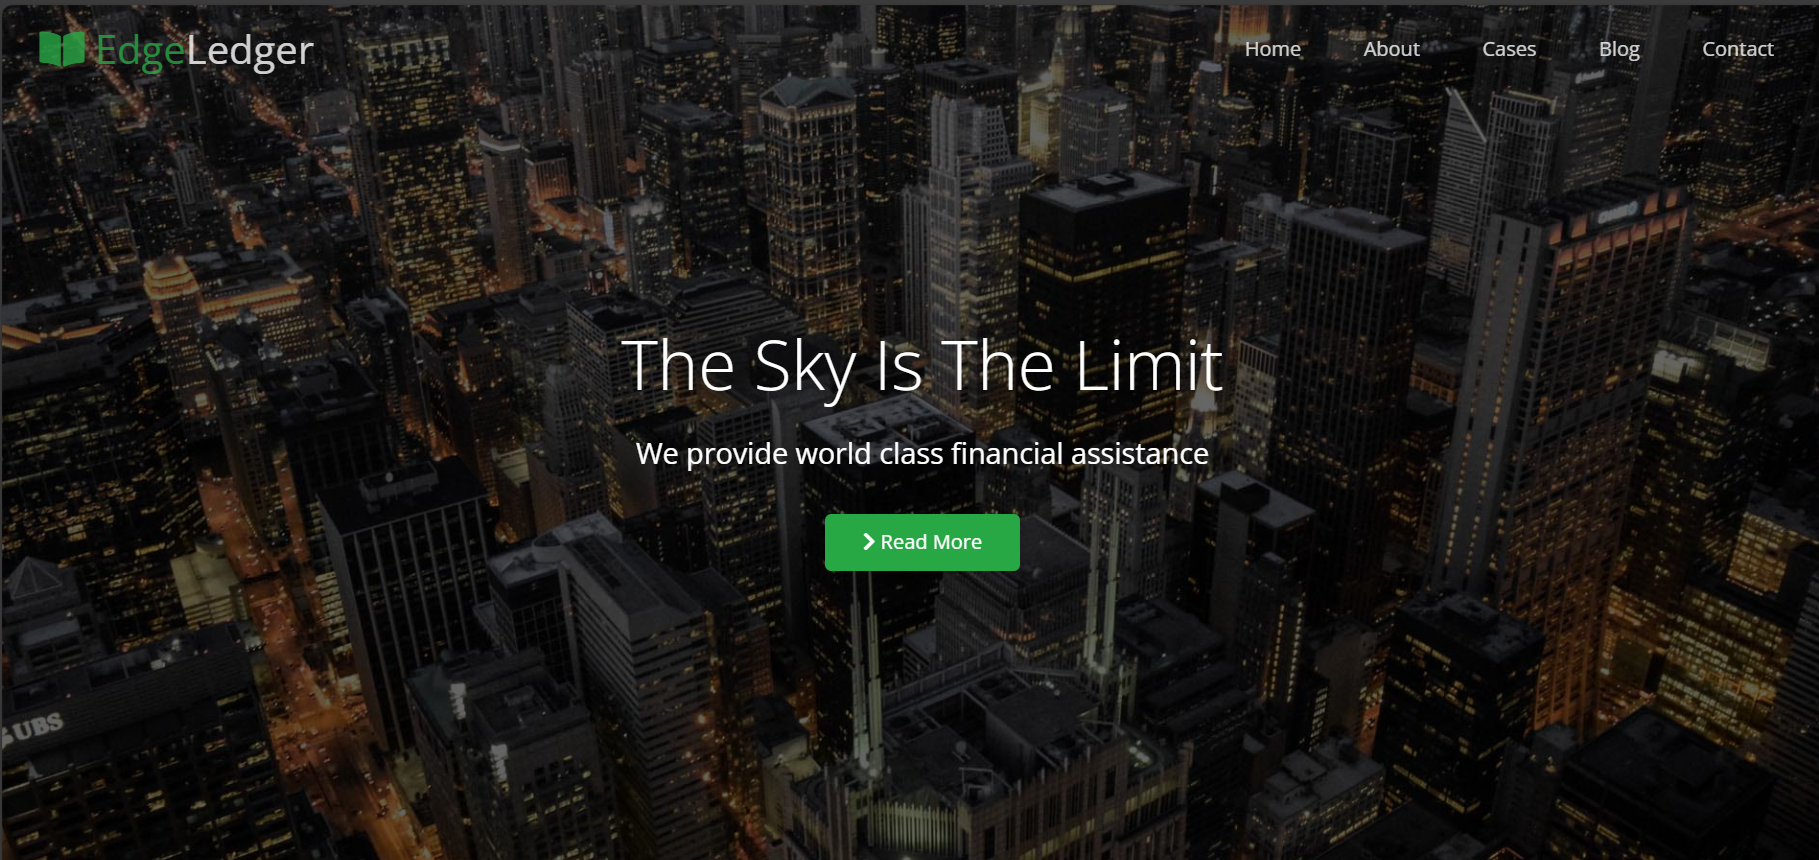 EdgeLedger
Home
About
Cases
Blog
Contact
The Sky Is The Limit
We provide world class financial assistance
Read More
UBS